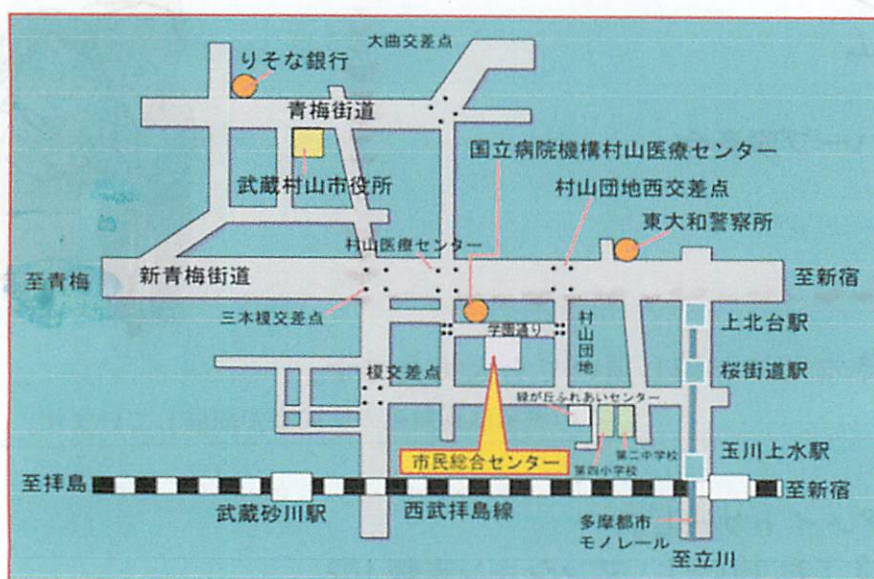 大曲交差点
りそな銀行
青梅街道
国立病院機構村山医療センター
武蔵村山市役所
村山団地西交差点
東大和警察所
村山医療センター
至青梅
新青梅街道
至新宿
三本榎交差点
学園通り
村山団地
上北台駅
榎交差点
桜街道駅
緑が丘ふれあいセンター
第二中学校
第四小学校
市民総合センター
玉川上水駅
至拝島
至新宿
武蔵砂川駅
西武拝島線
多摩都市
モノレール
至立川